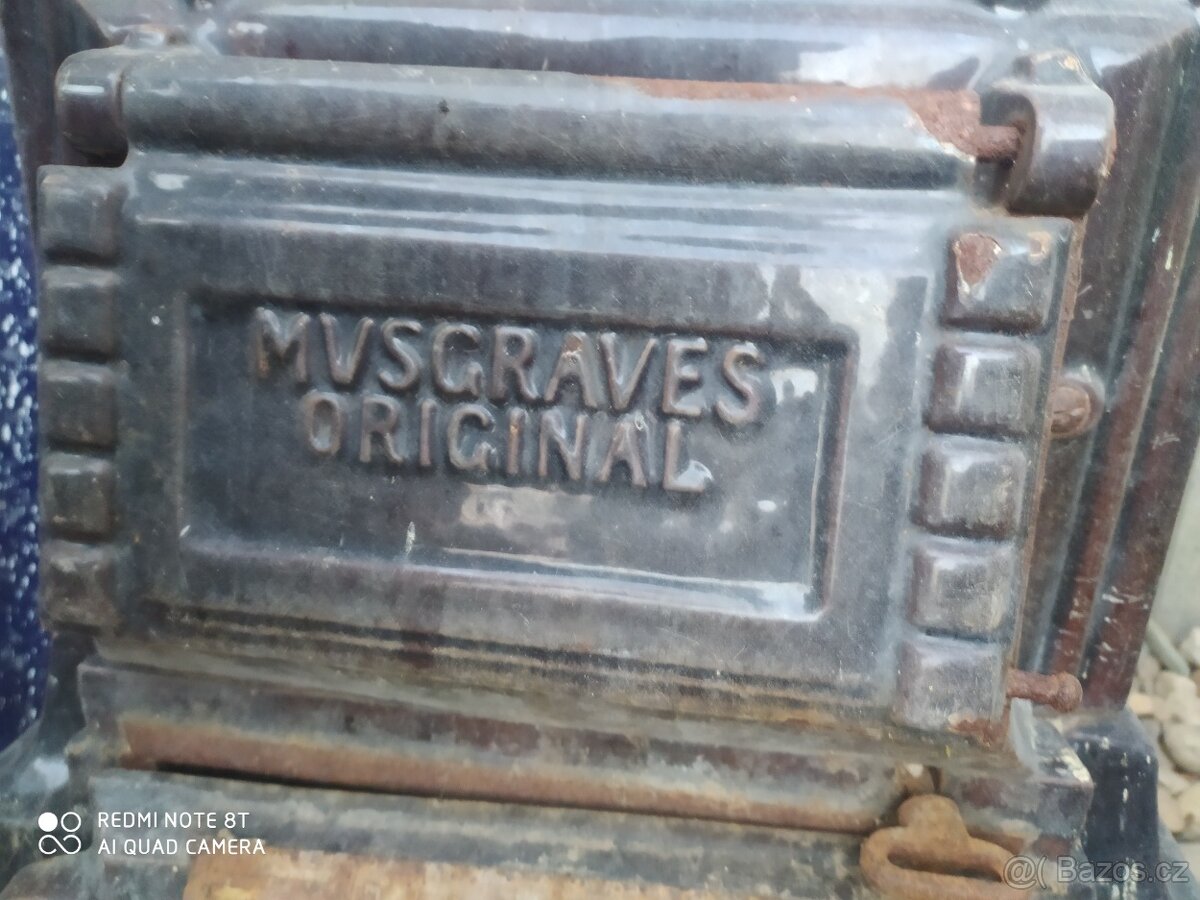 MVSGRAVES
ORIGINAL
REDMI NOTE 8T
AI QUAD CAMERA
@( Bazos.cz